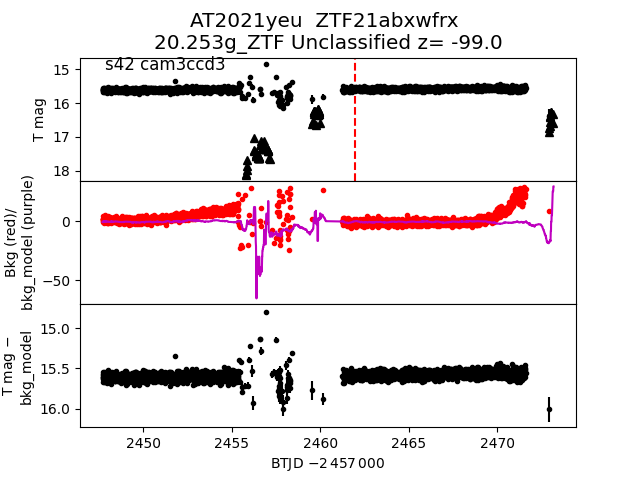 AT2021yeu  ZTF21abxwfrx
20.253g_ZTF Unclassified z= -99.0
s42 cam3ccd3
15
16
17
18
T mag
0
−50
Bkg (red)/
bkg_model (purple)
15.0
15.5
16.0
T mag −
bkg_model
2450
2455
2460
2465
2470
BTJD −2 457 000